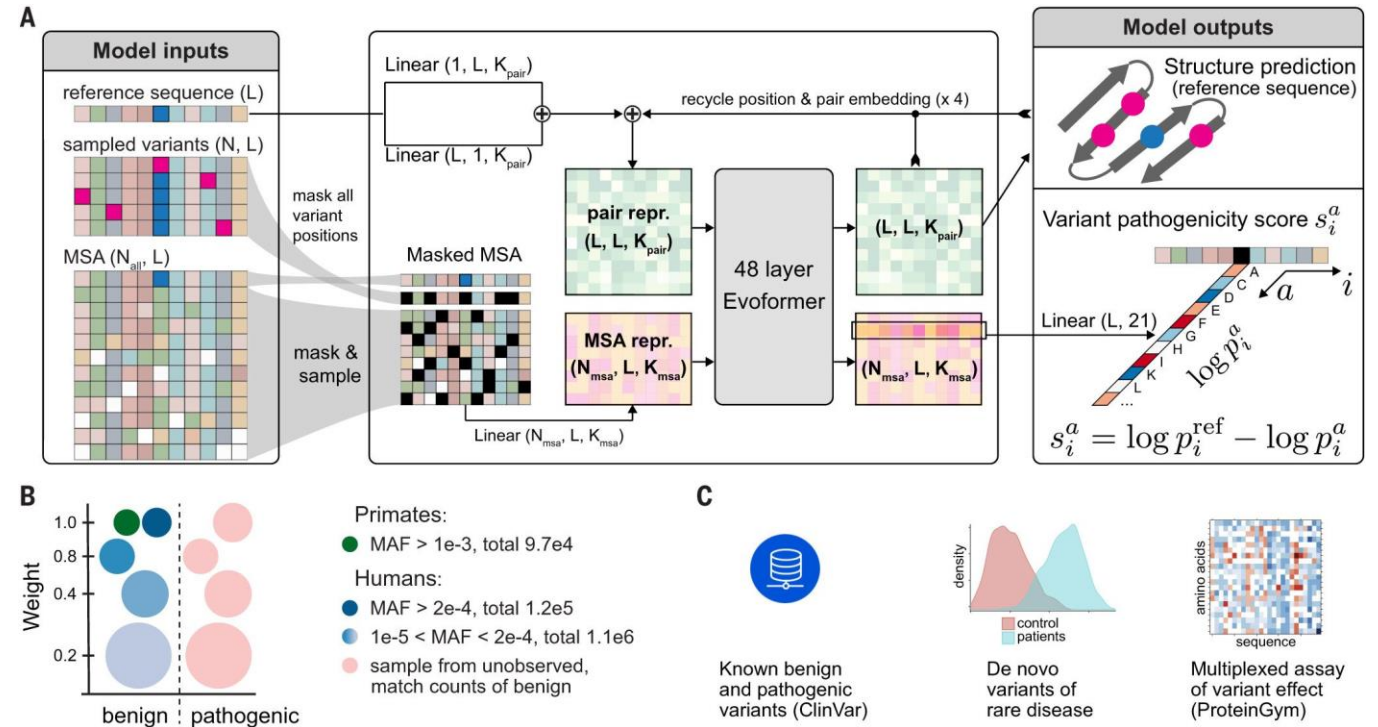 A
Model inputs
reference sequence (L)
sampled variants (N, L)
MSA (N_all, L)
mask all
variant
positions
mask &
sample
Linear (1, L, K_pair)
Linear (L, 1, K_pair)
recycle position & pair embedding (x 4)
Masked MSA
Linear (N_msa, L, K_msa)
pair repr.
(L, L, K_pair)
MSA repr.
(N_msa, L, K_msa)
48 layer
Evoformer
(L, L, K_pair)
(N_msa, L, K_msa)
Linear (L, 21)
Model outputs
Structure prediction
(reference sequence)
Variant pathogenicity score s_i^a
A
C
D
E
F
G
H
I
K
L
...
a
i
log p_i^a
s_i^a = log p_i^ref − log p_i^a
B
Weight
1.0
0.8
0.4
0.2
benign
pathogenic
Primates:
MAF > 1e-3, total 9.7e4
Humans:
MAF > 2e-4, total 1.2e5
1e-5 < MAF < 2e-4, total 1.1e6
sample from unobserved,
match counts of benign
C
Known benign
and pathogenic
variants (ClinVar)
density
control
patients
De novo
variants of
rare disease
amino acids
sequence
Multiplexed assay
of variant effect
(ProteinGym)